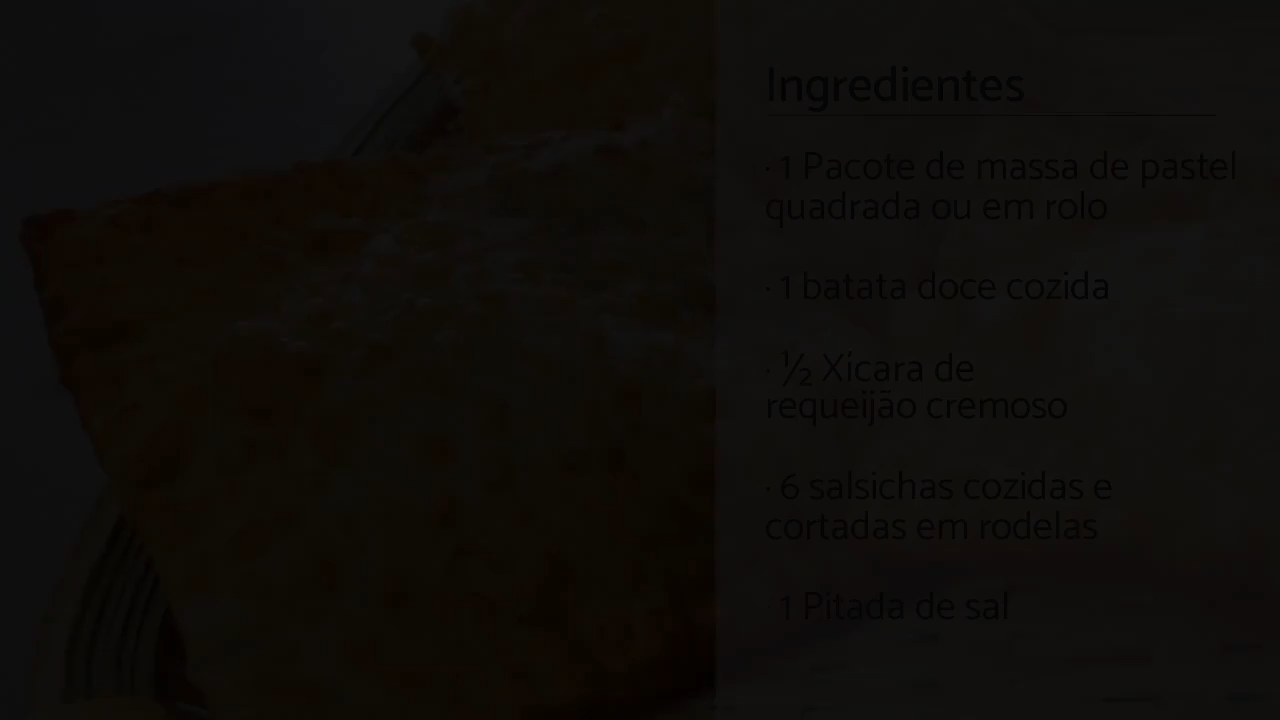 Ingredientes
· 1 Pacote de massa de pastel
quadrada ou em rolo
· 1 batata doce cozida
· ½ Xícara de
requeijão cremoso
· 6 salsichas cozidas e
cortadas em rodelas
1 Pitada de sal